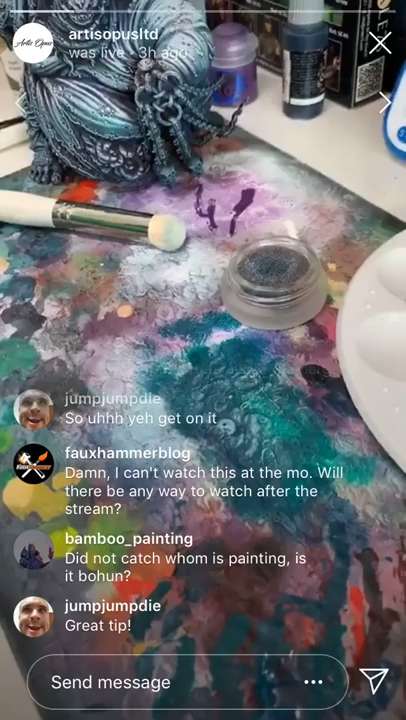 Artis Opus
artisopusltd
was live · 3h ago
jumpjumpdie
So uhhh yeh get on it
fauxhammerblog
Damn, I can't watch this at the mo. Will
there be any way to watch after the
stream?
bamboo_painting
Did not catch whom is painting, is
it bohun?
jumpjumpdie
Great tip!
Send message